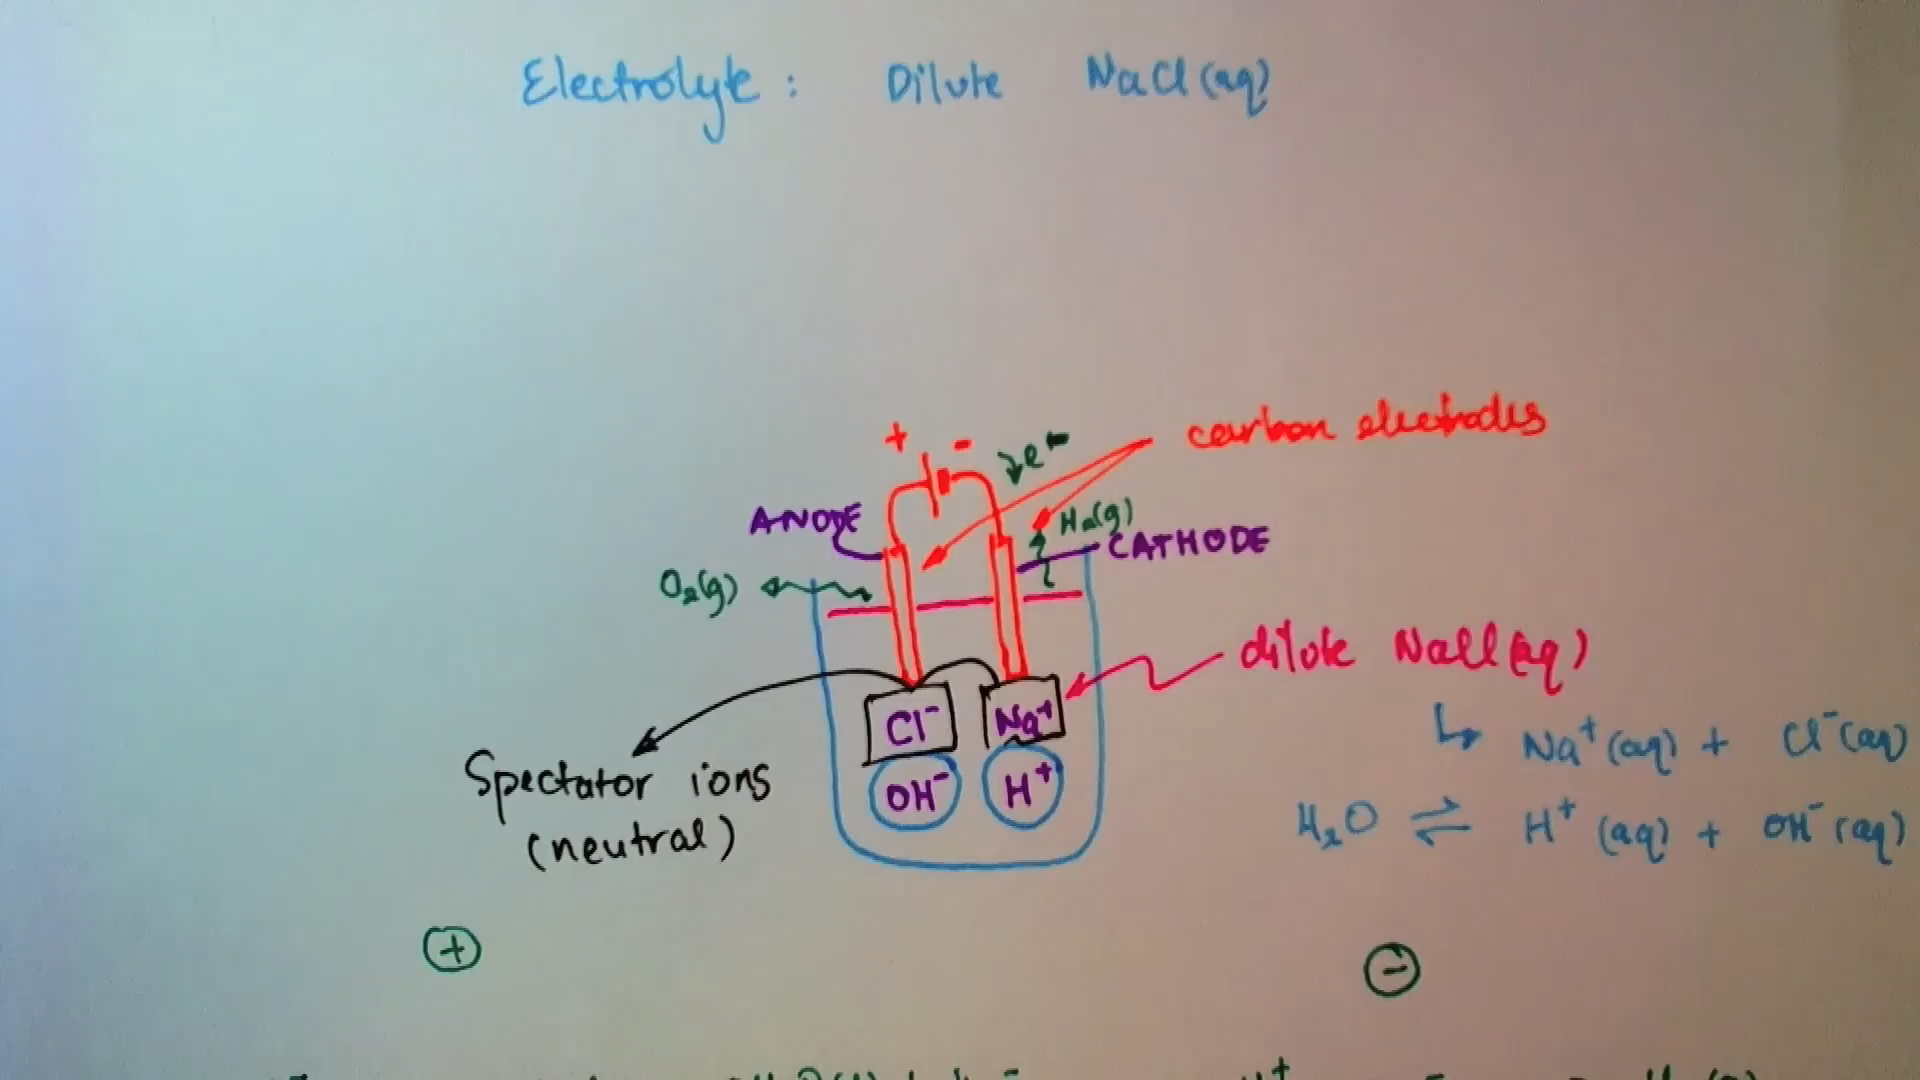 Electrolyte: Dilute NaCl(aq)
+ -
e-
carbon electrodes
ANODE
H2(g)
CATHODE
O2(g)
dilute NaCl(aq)
Cl- Na+
Na+(aq) + Cl-(aq)
Spectator ions
(neutral)
OH- H+
H2O ⇌ H+(aq) + OH-(aq)
+ -